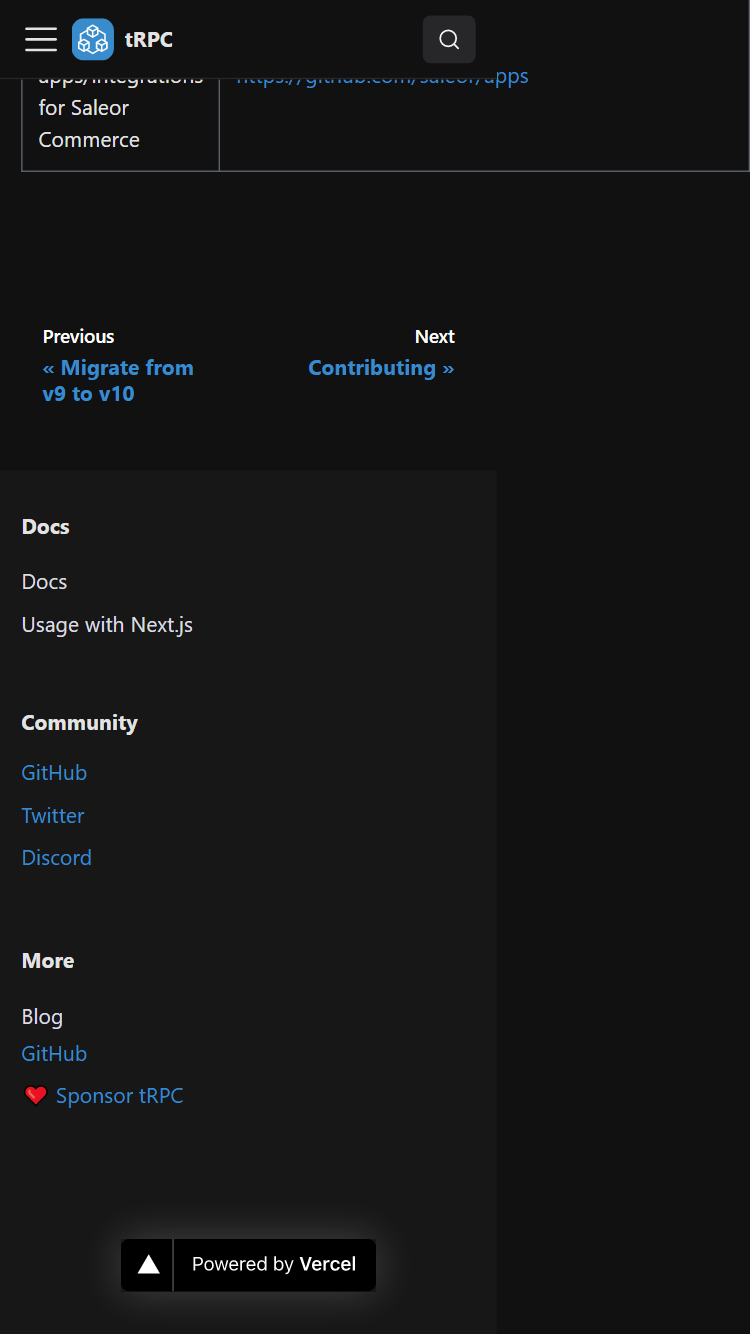 tRPC
apps/integrations
https://github.com/saleor/apps
for Saleor
Commerce
Previous
Next
« Migrate from
v9 to v10
Contributing »
Docs
Docs
Usage with Next.js
Community
GitHub
Twitter
Discord
More
Blog
GitHub
Sponsor tRPC
Powered by Vercel